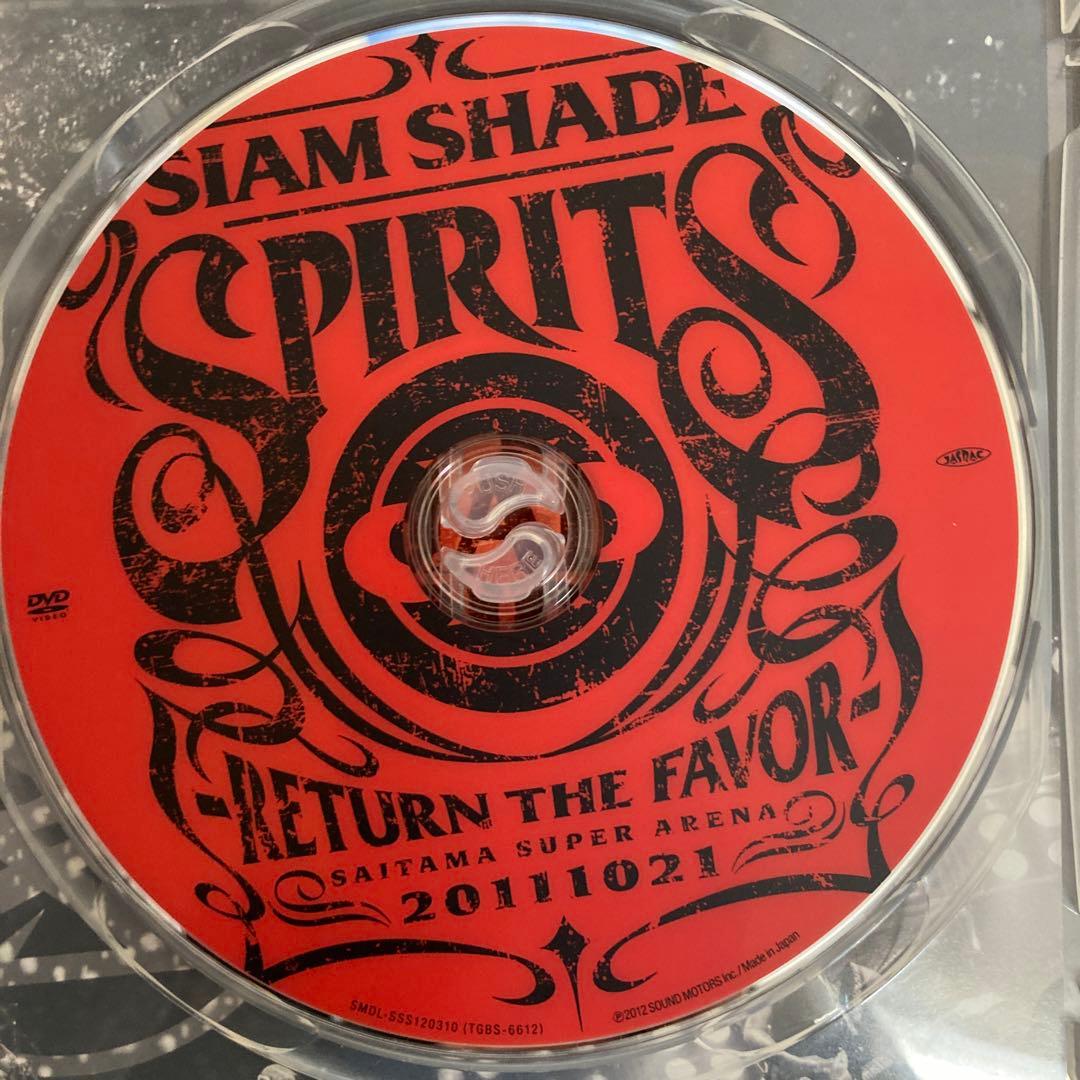 SIAM SHADE
SPIRITS
-RETURN THE FAVOR-
SAITAMA SUPER ARENA
20111021
DVD
VIDEO
JASRAC
HERE
SMDL-SSS120310 (TGBS-6612)
℗2012 SOUND MOTORS Inc. / Made in Japan